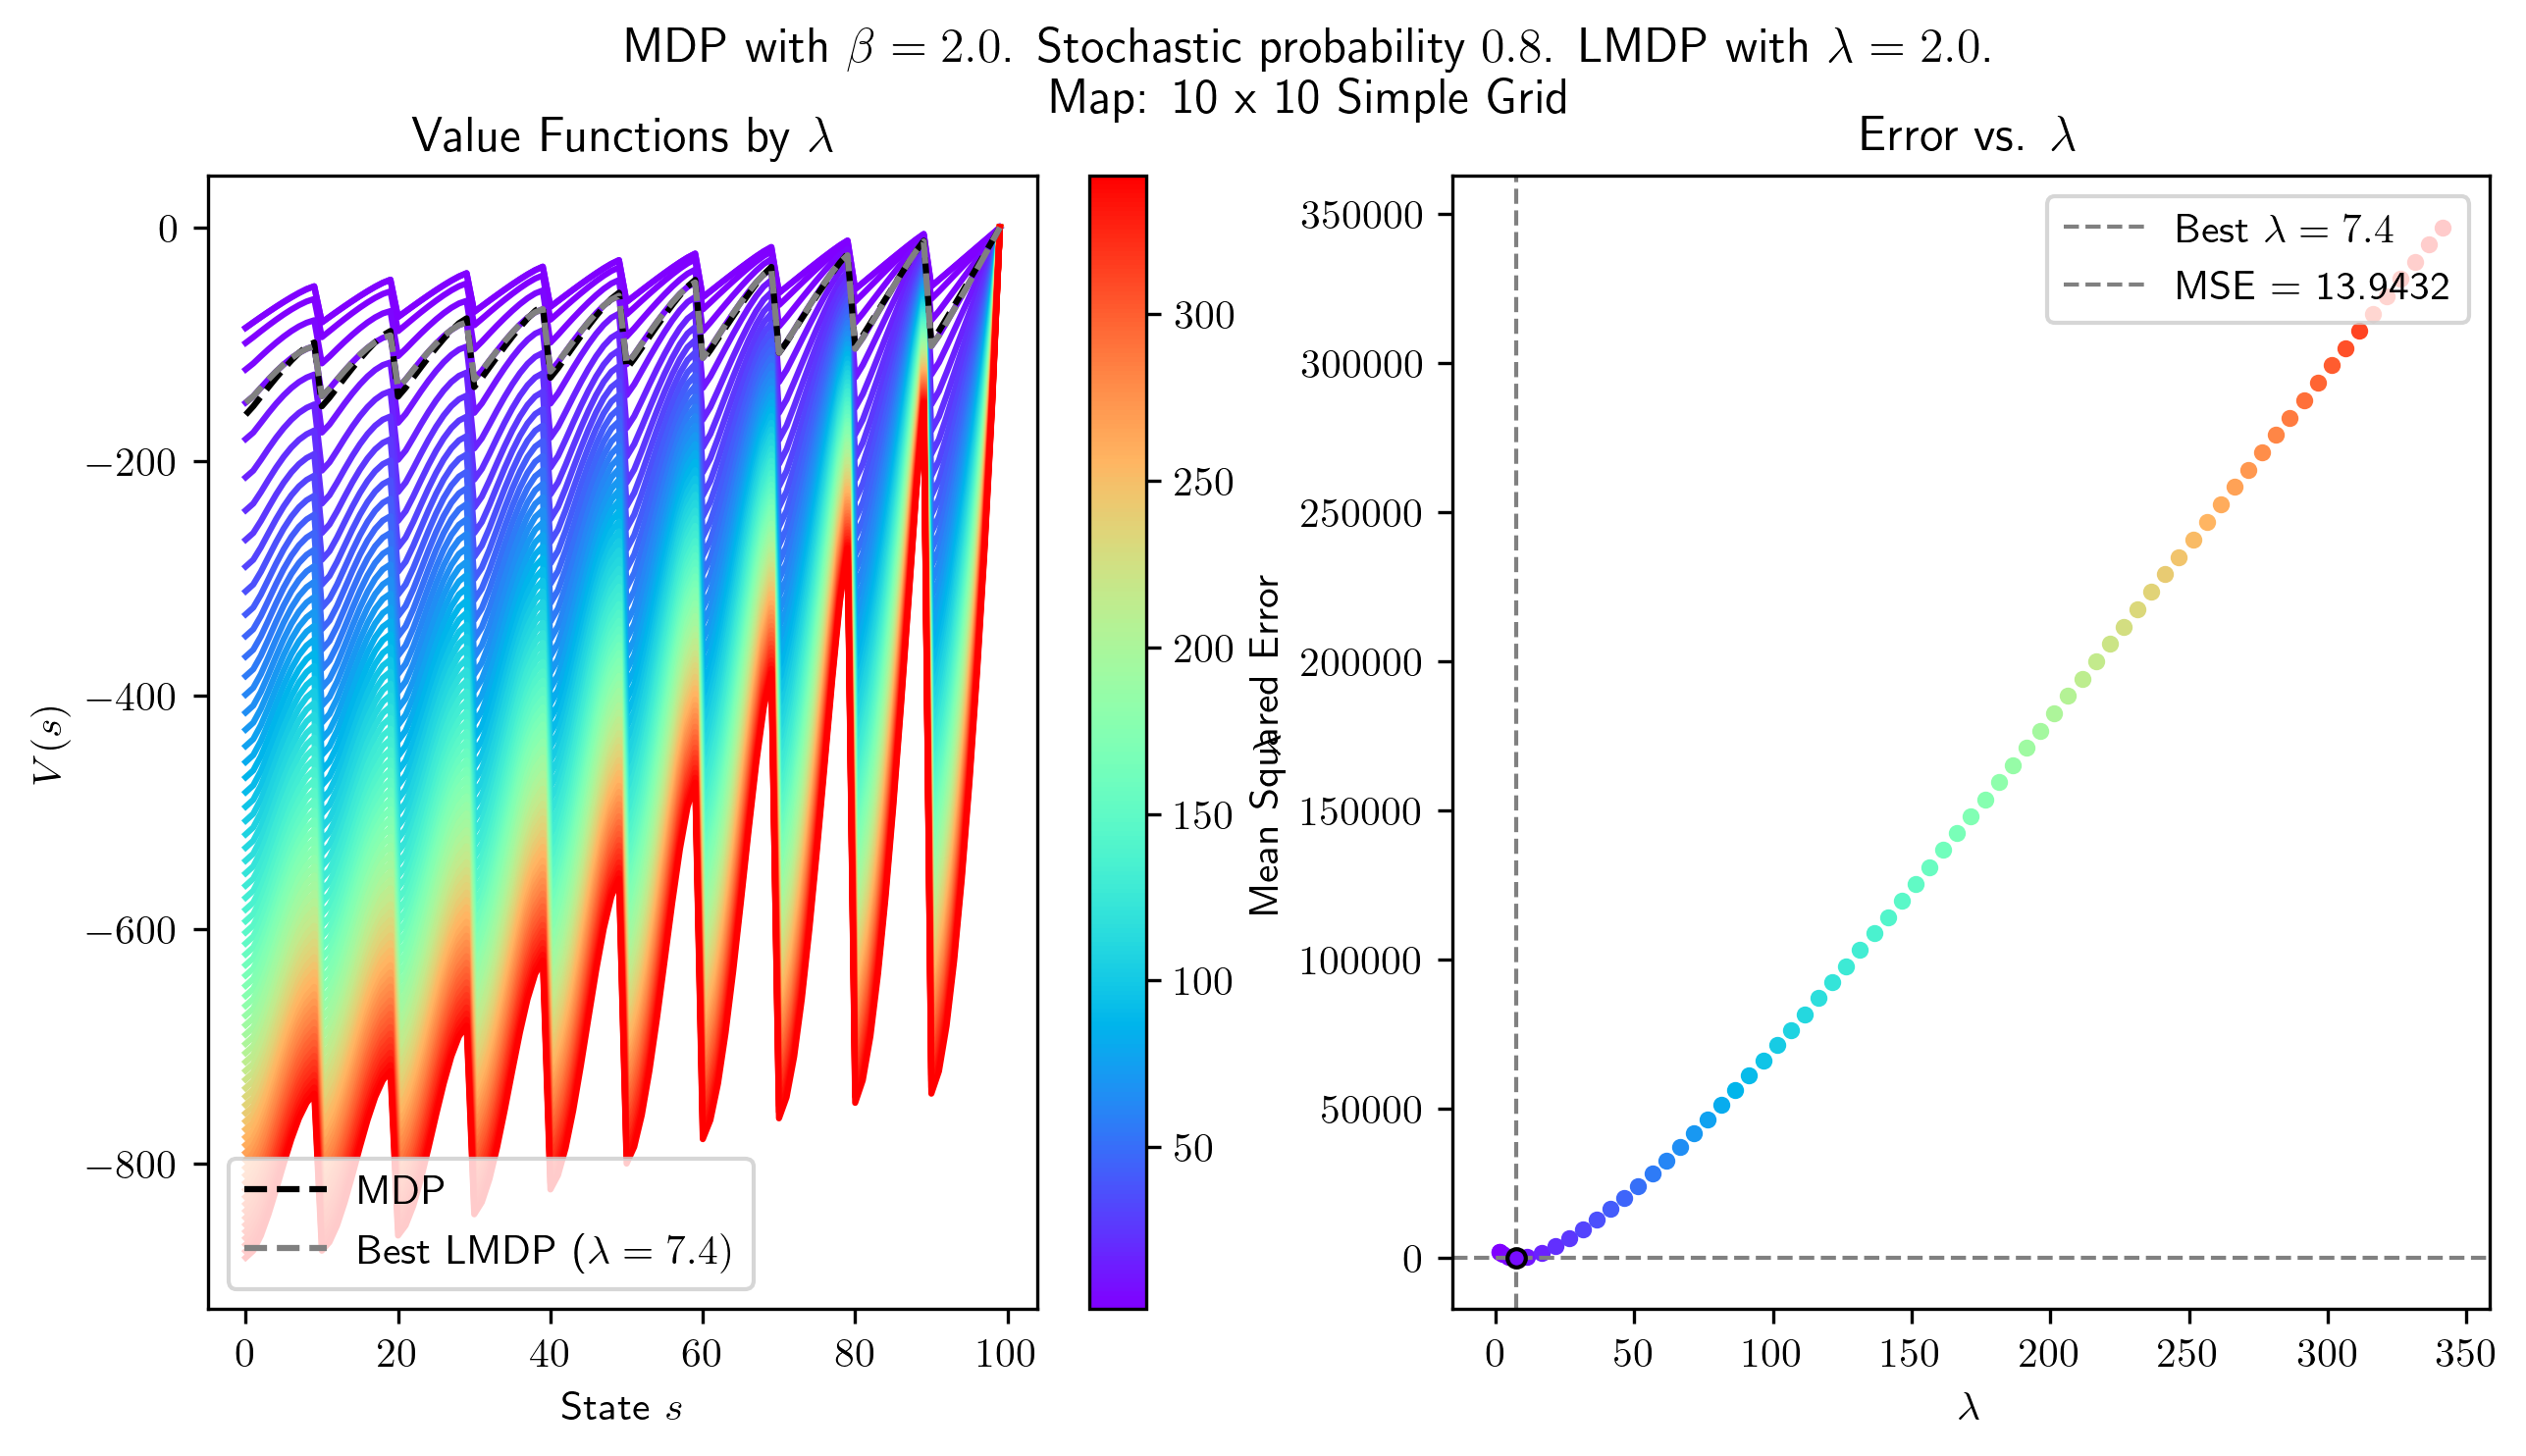 MDP with β = 2.0. Stochastic probability 0.8. LMDP with λ = 2.0.
Map: 10 x 10 Simple Grid
Value Functions by λ
0
−200
−400
−600
−800
V(s)
0 20 40 60 80 100
State s
MDP
Best LMDP (λ = 7.4)
300
250
200
150
100
50
λ
Error vs. λ
350000
300000
250000
200000
150000
100000
50000
0
Mean Squared Error
0 50 100 150 200 250 300 350
λ
Best λ = 7.4
MSE = 13.9432